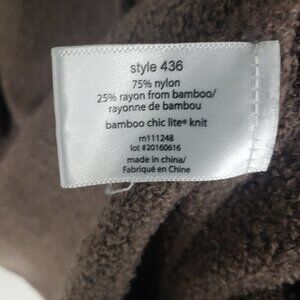 style 436
75% nylon
25% rayon from bamboo/
rayonne de bambou
bamboo chic lite® knit
rn111248
lot #20160616
made in china/
Fabriqué en Chine